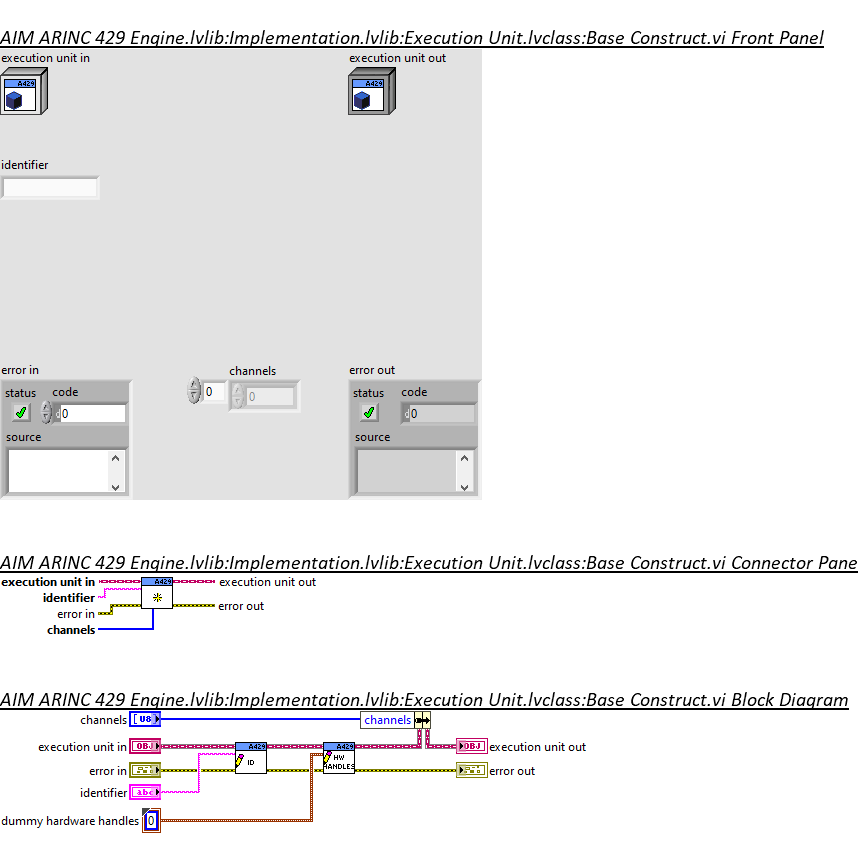 AIM ARINC 429 Engine.lvlib:Implementation.lvlib:Execution Unit.lvclass:Base Construct.vi Front Panel
execution unit in execution unit out
A429 A429
identifier
error in channels error out
status code 0 0 status code
0 0
source source
AIM ARINC 429 Engine.lvlib:Implementation.lvlib:Execution Unit.lvclass:Base Construct.vi Connector Pane
execution unit in A429 execution unit out
identifier
error in error out
channels
AIM ARINC 429 Engine.lvlib:Implementation.lvlib:Execution Unit.lvclass:Base Construct.vi Block Diagram
channels [U8 channels
execution unit in OBJ A429 A429 OBJ execution unit out
error in ID HW HANDLES error out
identifier abc
dummy hardware handles 0